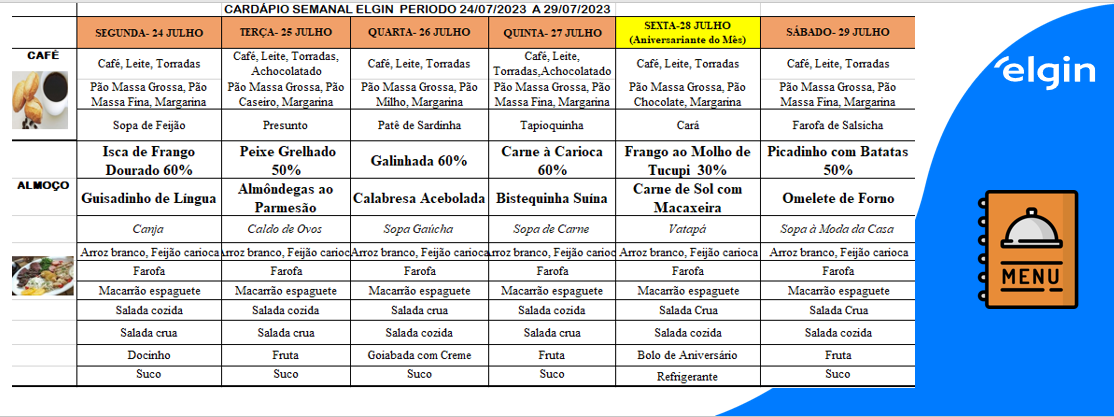 CARDÁPIO SEMANAL ELGIN PERIODO 24/07/2023 A 29/07/2023
SEGUNDA- 24 JULHO TERÇA- 25 JULHO QUARTA- 26 JULHO QUINTA- 27 JULHO SEXTA-28 JULHO (Aniversariante do Mês) SÁBADO- 29 JULHO
CAFÉ
Café, Leite, Torradas Café, Leite, Torradas, Achocolatado Café, Leite, Torradas Café, Leite, Torradas,Achocolatado Café, Leite, Torradas Café, Leite, Torradas
Pão Massa Grossa, Pão Massa Fina, Margarina Pão Massa Grossa, Pão Caseiro, Margarina Pão Massa Grossa, Pão Milho, Margarina Pão Massa Grossa, Pão Massa Fina, Margarina Pão Massa Grossa, Pão Chocolate, Margarina Pão Massa Grossa, Pão Massa Fina, Margarina
Sopa de Feijão Presunto Patê de Sardinha Tapioquinha Cará Farofa de Salsicha
Isca de Frango Dourado 60% Peixe Grelhado 50% Galinhada 60% Carne à Carioca 60% Frango ao Molho de Tucupi 30% Picadinho com Batatas 50%
ALMOÇO
Guisadinho de Língua Almôndegas ao Parmesão Calabresa Acebolada Bistequinha Suína Carne de Sol com Macaxeira Omelete de Forno
Canja Caldo de Ovos Sopa Gaúcha Sopa de Carne Vatapá Sopa à Moda da Casa
Arroz branco, Feijão carioca Arroz branco, Feijão carioca Arroz branco, Feijão carioca Arroz branco, Feijão carioca Arroz branco, Feijão carioca Arroz branco, Feijão carioca
Farofa Farofa Farofa Farofa Farofa Farofa
Macarrão espaguete Macarrão espaguete Macarrão espaguete Macarrão espaguete Macarrão espaguete Macarrão espaguete
Salada cozida Salada cozida Salada crua Salada cozida Salada Crua Salada Crua
Salada crua Salada crua Salada cozida Salada crua Salada cozida Salada cozida
Docinho Fruta Goiabada com Creme Fruta Bolo de Aniversário Fruta
Suco Suco Suco Suco Refrigerante Suco
elgin
MENU